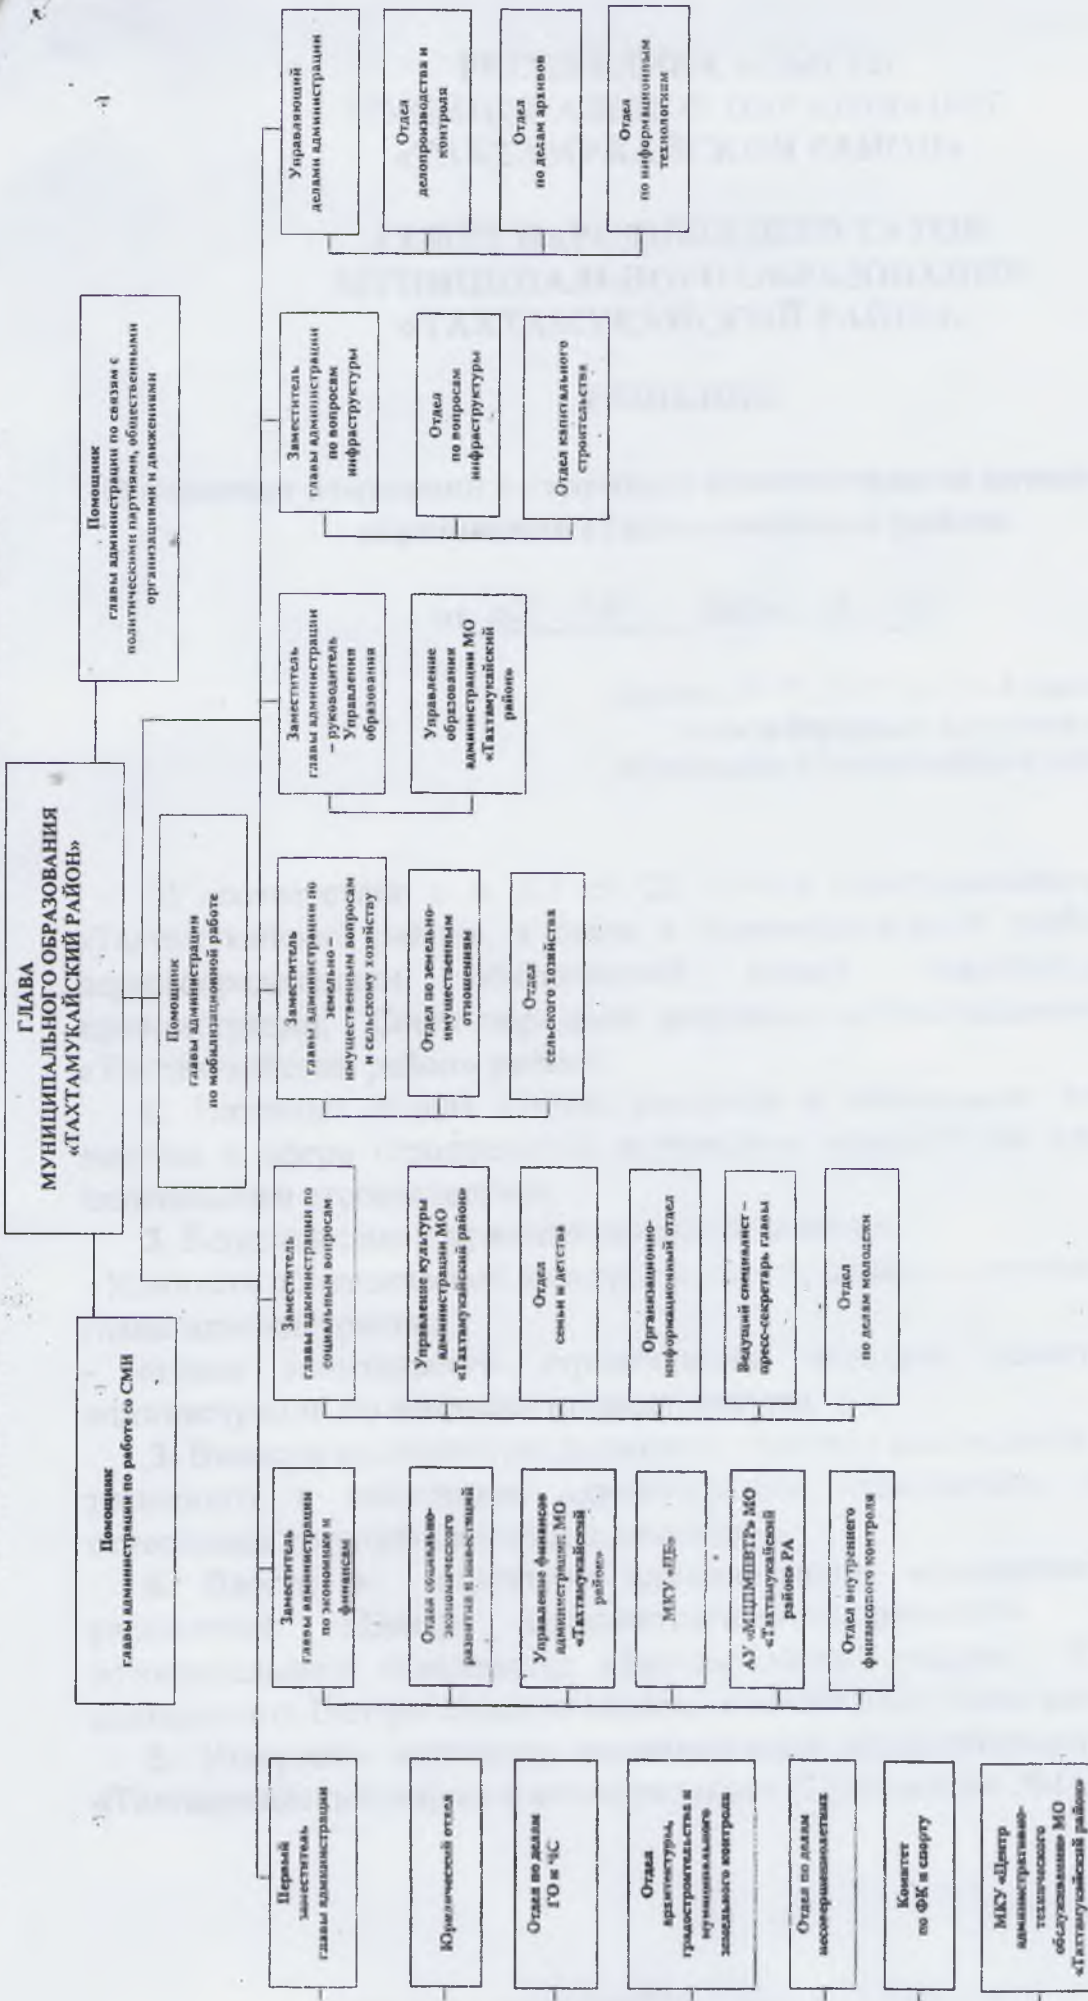 ГЛАВА
МУНИЦИПАЛЬНОГО ОБРАЗОВАНИЯ
«ТАХТАМУКАЙСКИЙ РАЙОН»
Помощник
главы администрации по работе со СМИ
Помощник
главы администрации
по мобилизационной работе
Помощник
главы администрации по связям с
политическими партиями, общественными
организациями и движениями
Первый
заместитель
главы администрации
Юридический отдел
Отдел по делам
ГО и ЧС
Отдел
архитектуры,
градостроительства и
муниципального
земельного контроля
Отдел по делам
несовершеннолетних
Комитет
по ФК и спорту
МКУ «Центр
административно-
технического
обслуживания» МО
«Тахтамукайский район»
Заместитель
главы администрации
по экономике и
финансам
Отдел социально-
экономического
развития и инвестиций
Управление финансов
администрации МО
«Тахтамукайский
район»
МКУ «ЦБ»
АУ «МЦПМПВТР» МО
«Тахтамукайский
район» РА
Отдел внутреннего
финансового контроля
Заместитель
главы администрации по
социальным вопросам
Управление культуры
администрации МО
«Тахтамукайский район»
Отдел
семьи и детства
Организационно-
информационный отдел
Ведущий специалист –
пресс-секретарь главы
Отдел
по делам молодежи
Заместитель
главы администрации по
земельно –
имущественным вопросам
и сельскому хозяйству
Отдел по земельно-
имущественным
отношениям
Отдел
сельского хозяйства
Заместитель
главы администрации
– руководитель
Управления
образования
Управление
образования
администрации МО
«Тахтамукайский
район»
Заместитель
главы администрации
по вопросам
инфраструктуры
Отдел
по вопросам
инфраструктуры
Отдел капитального
строительства
Управляющий
делами администрации
Отдел
делопроизводства и
контроля
Отдел
по делам архивов
Отдел
по информационным
технологиям